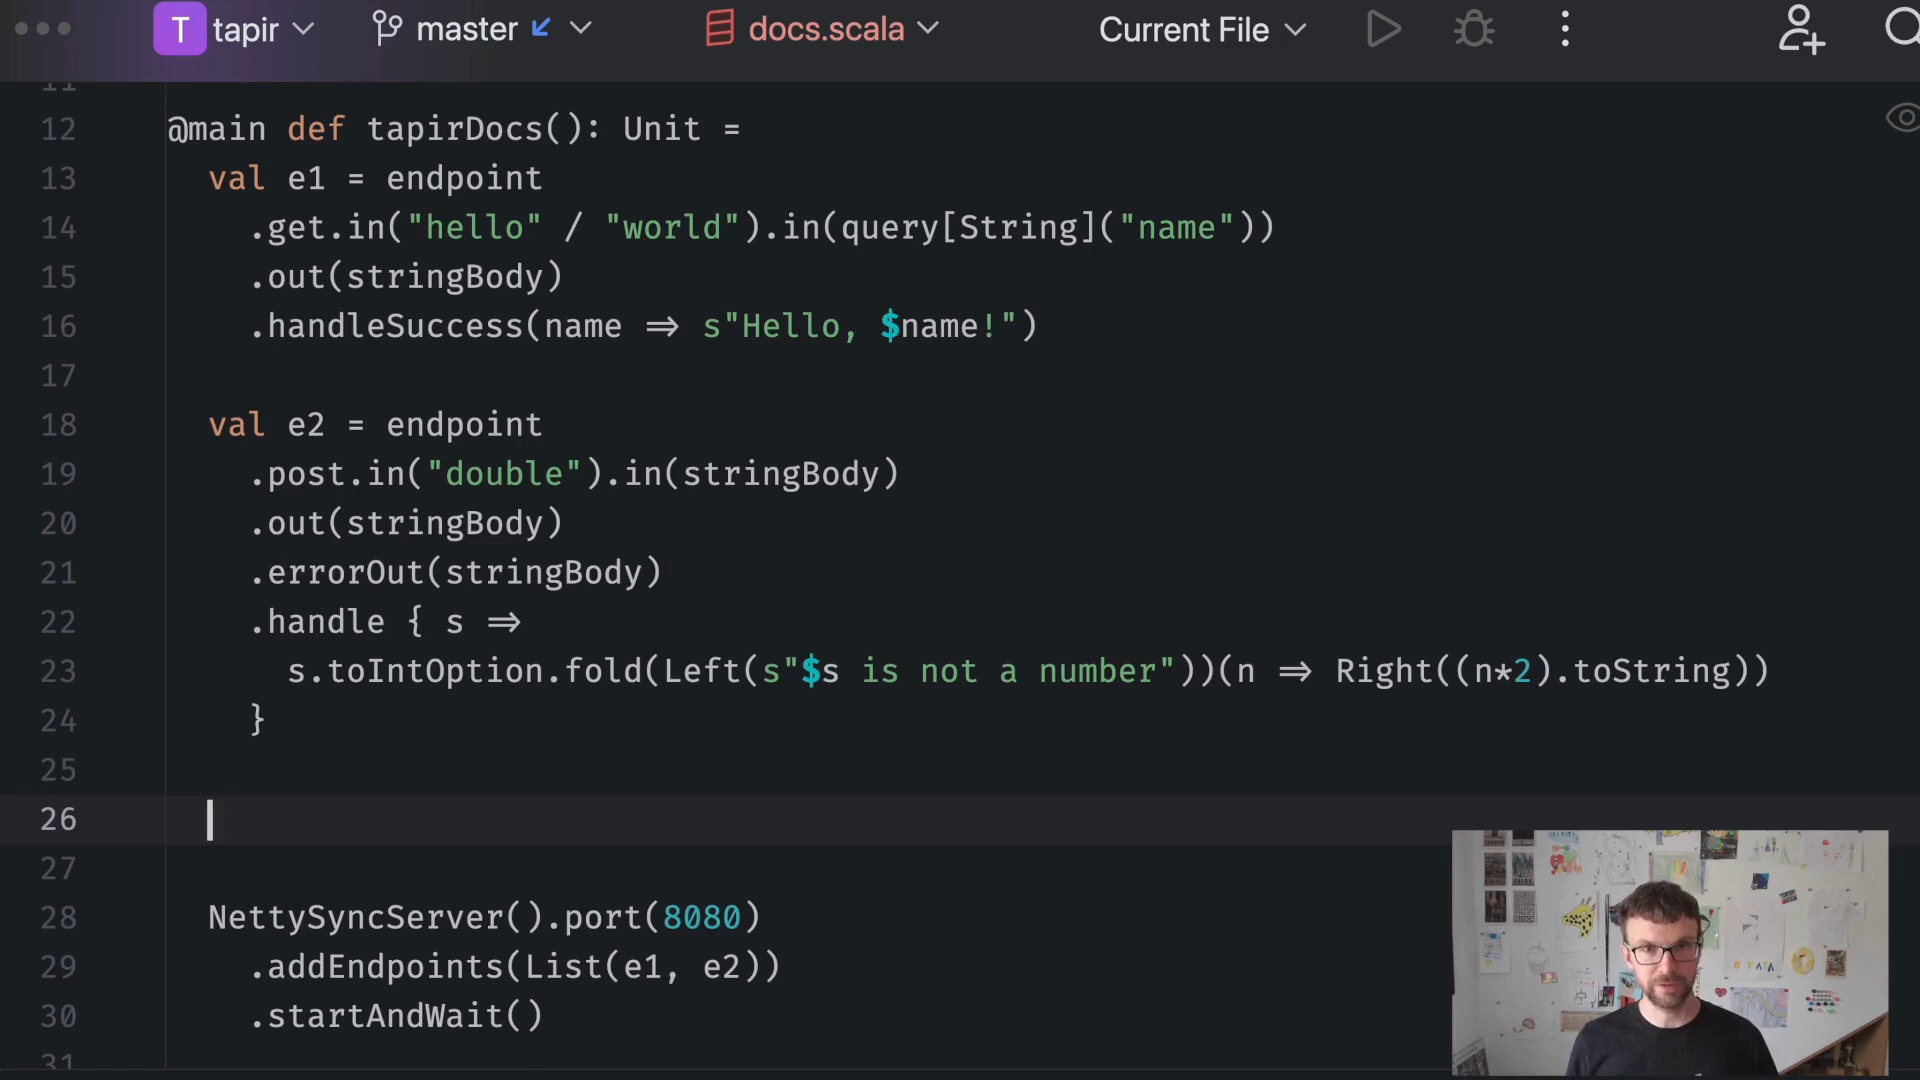 T tapir master docs.scala Current File
11
12 @main def tapirDocs(): Unit =
13 val e1 = endpoint
14 .get.in("hello" / "world").in(query[String]("name"))
15 .out(stringBody)
16 .handleSuccess(name => s"Hello, $name!")
17
18 val e2 = endpoint
19 .post.in("double").in(stringBody)
20 .out(stringBody)
21 .errorOut(stringBody)
22 .handle { s =>
23 s.toIntOption.fold(Left(s"$s is not a number"))(n => Right((n*2).toString))
24 }
25
26
27
28 NettySyncServer().port(8080)
29 .addEndpoints(List(e1, e2))
30 .startAndWait()
31